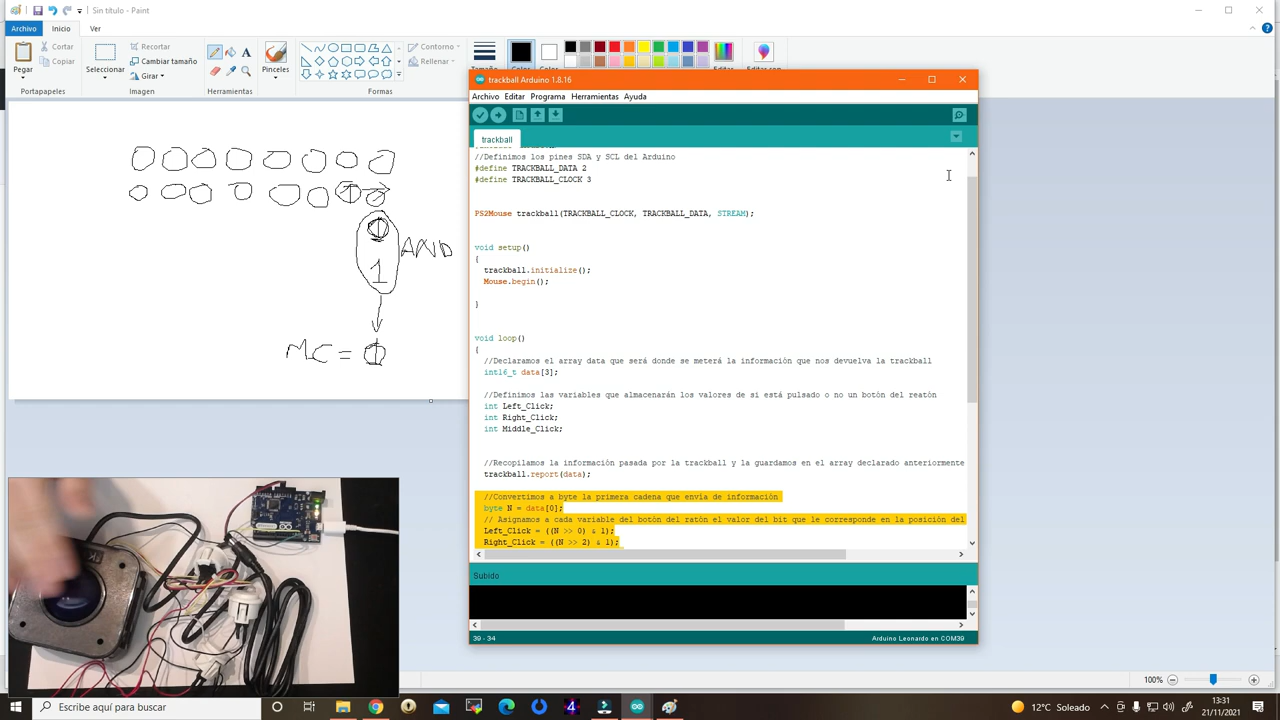 Sin título - Paint
Archivo Inicio Ver
Pegar
Cortar
Copiar
Portapapeles
Seleccionar
Recortar
Cambiar tamaño
Girar
Imagen
Herramientas
Pinceles
Contorno
Rellenar
Formas
AND
MC = 0
trackball Arduino 1.8.16
Archivo Editar Programa Herramientas Ayuda
trackball
//Definimos los pines SDA y SCL del Arduino
#define TRACKBALL_DATA 2
#define TRACKBALL_CLOCK 3
PS2Mouse trackball(TRACKBALL_CLOCK, TRACKBALL_DATA, STREAM);
void setup()
{
trackball.initialize();
Mouse.begin();
}
void loop()
{
//Declaramos el array data que será donde se meterá la información que nos devuelva la trackball
int16_t data[3];
//Definimos las variables que almacenarán los valores de si está pulsado o no un botón del reatón
int Left_Click;
int Right_Click;
int Middle_Click;
//Recopilamos la información pasada por la trackball y la guardamos en el array declarado anteriormente
trackball.report(data);
//Convertimos a byte la primera cadena que envía de información
byte N = data[0];
// Asignamos a cada variable del botón del ratón el valor del bit que le corresponde en la posición del
Left_Click = ((N >> 0) & 1);
Right_Click = ((N >> 2) & 1);
Subido
39 - 34
Arduino Leonardo en COM39
100%
Escribe aquí para buscar
12°C Soleado
13:31
21/11/2021